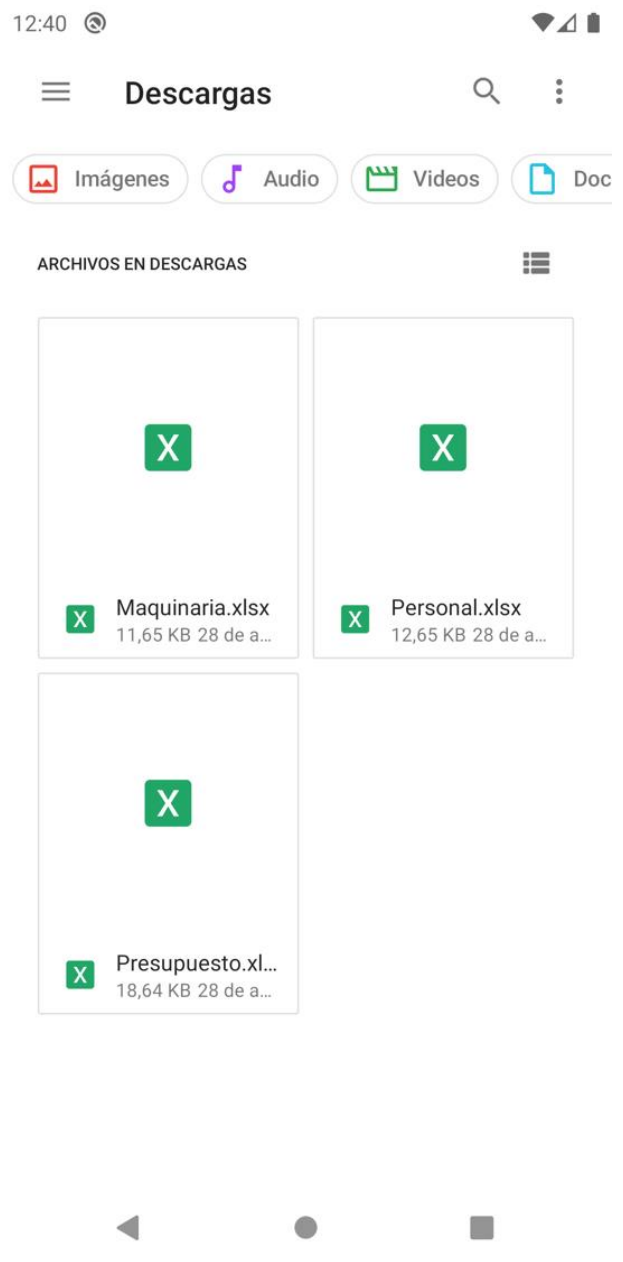 12:40
Descargas
Imágenes
Audio
Videos
Doc
ARCHIVOS EN DESCARGAS
X
X
X Maquinaria.xlsx
11,65 KB 28 de a...
X Personal.xlsx
12,65 KB 28 de a...
X
X Presupuesto.xl...
18,64 KB 28 de a...